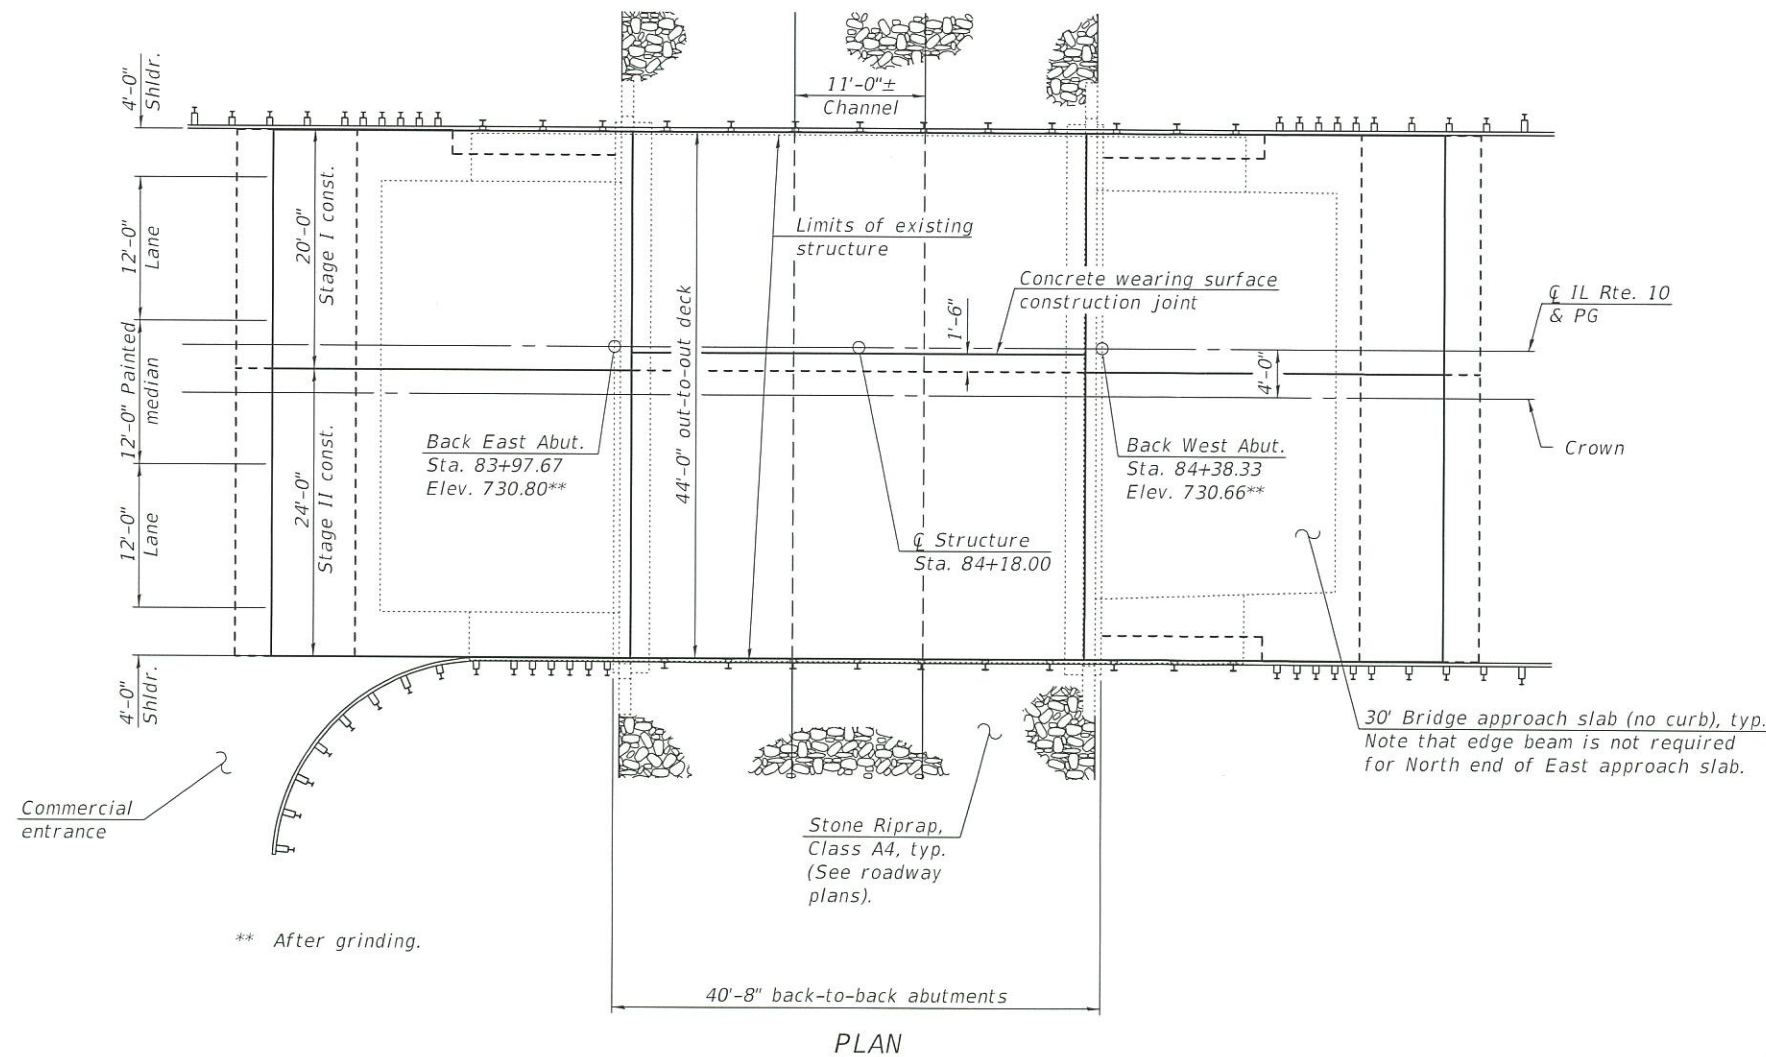 4'-0"
Shldr.
11'-0"±
Channel
12'-0"
Lane
20'-0"
Stage I const.
Limits of existing
structure
Concrete wearing surface
construction joint
1'-6"
℄ IL Rte. 10
& PG
12'-0" Painted
median
44'-0" out-to-out deck
4'-0"
Back East Abut.
Sta. 83+97.67
Elev. 730.80**
Back West Abut.
Sta. 84+38.33
Elev. 730.66**
Crown
24'-0"
Stage II const.
12'-0"
Lane
℄ Structure
Sta. 84+18.00
4'-0"
Shldr.
30' Bridge approach slab (no curb), typ.
Note that edge beam is not required
for North end of East approach slab.
Commercial
entrance
Stone Riprap,
Class A4, typ.
(See roadway
plans).
** After grinding.
40'-8" back-to-back abutments
PLAN